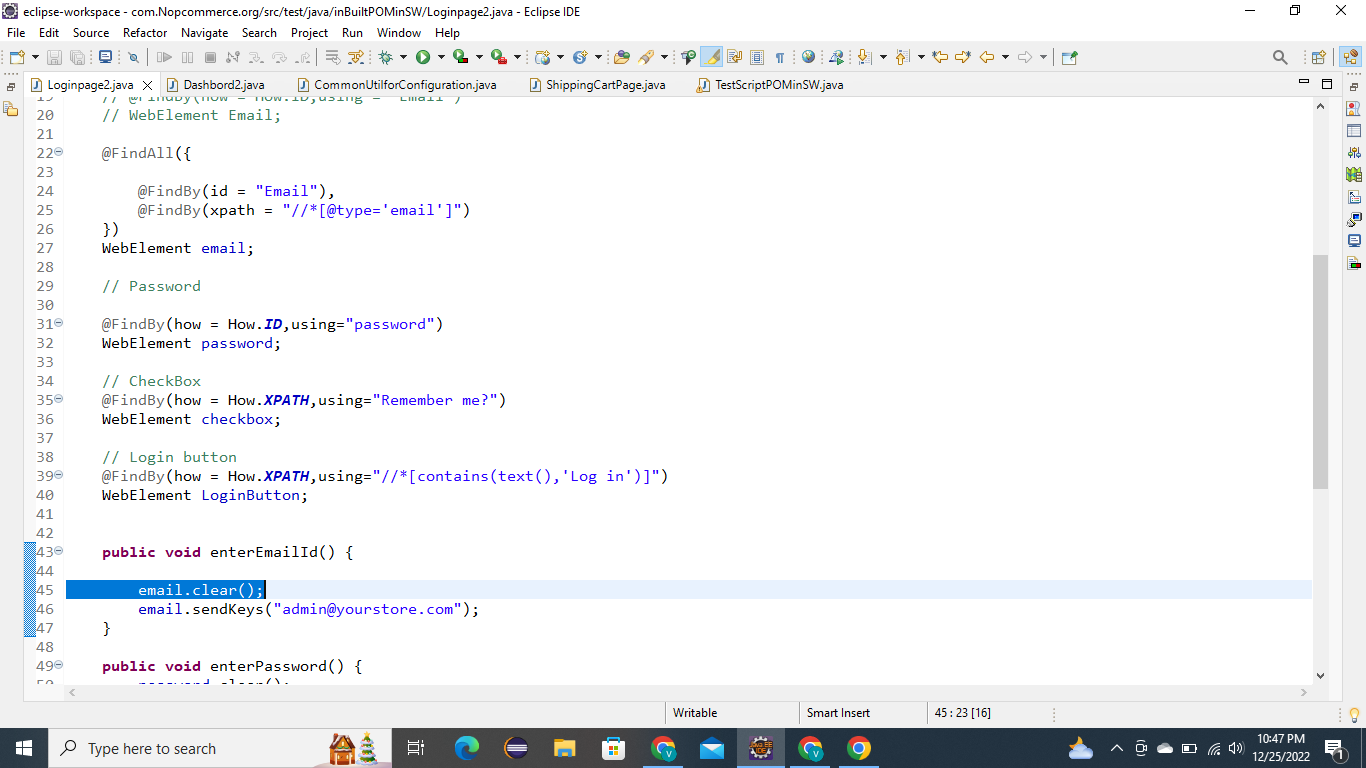 eclipse-workspace - com.Nopcommerce.org/src/test/java/inBuiltPOMinSW/Loginpage2.java - Eclipse IDE
File Edit Source Refactor Navigate Search Project Run Window Help
Loginpage2.java Dashbord2.java CommonUtilforConfiguration.java ShippingCartPage.java TestScriptPOMinSW.java
19 // @FindBy(how = How.ID,using = "Email")
20 // WebElement Email;
21
22 @FindAll({
23
24 @FindBy(id = "Email"),
25 @FindBy(xpath = "//*[@type='email']")
26 })
27 WebElement email;
28
29 // Password
30
31 @FindBy(how = How.ID,using="password")
32 WebElement password;
33
34 // CheckBox
35 @FindBy(how = How.XPATH,using="Remember me?")
36 WebElement checkbox;
37
38 // Login button
39 @FindBy(how = How.XPATH,using="//*[contains(text(),'Log in')]")
40 WebElement LoginButton;
41
42
43 public void enterEmailId() {
44
45 email.clear();
46 email.sendKeys("admin@yourstore.com");
47 }
48
49 public void enterPassword() {
50 password.clear();
Writable Smart Insert 45 : 23 [16]
Type here to search
10:47 PM
12/25/2022
1